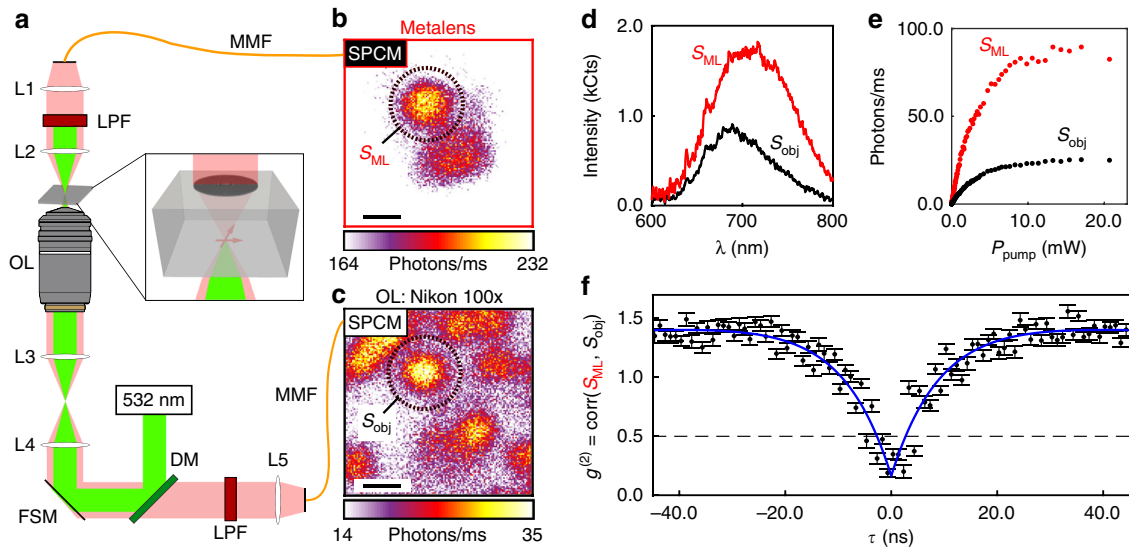 a
MMF
L1
LPF
L2
OL
L3
532 nm
L4
DM
L5
FSM
LPF
MMF
b
Metalens
SPCM
S_ML
164 Photons/ms 232
c
OL: Nikon 100x
SPCM
S_obj
14 Photons/ms 35
d
Intensity (kCts)
2.0
1.0
0.0
S_ML
S_obj
600 700 800
λ (nm)
e
Photons/ms
100.0
50.0
0.0
S_ML
S_obj
0.0 10.0 20.0
P_pump (mW)
f
g^(2) = corr(S_ML, S_obj)
1.5
1.0
0.5
0.0
−40.0 −20.0 0.0 20.0 40.0
τ (ns)